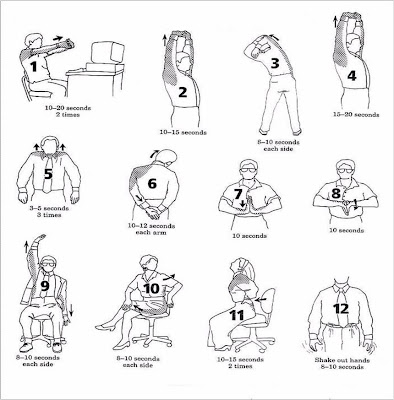 1
10–20 seconds
2 times
2
10–15 seconds
3
8–10 seconds
each side
4
15–20 seconds
5
3–5 seconds
3 times
6
10–12 seconds
each arm
7
10 seconds
8
10 seconds
9
8–10 seconds
each side
10
8–10 seconds
each side
11
10–15 seconds
2 times
12
Shake out hands
8–10 seconds